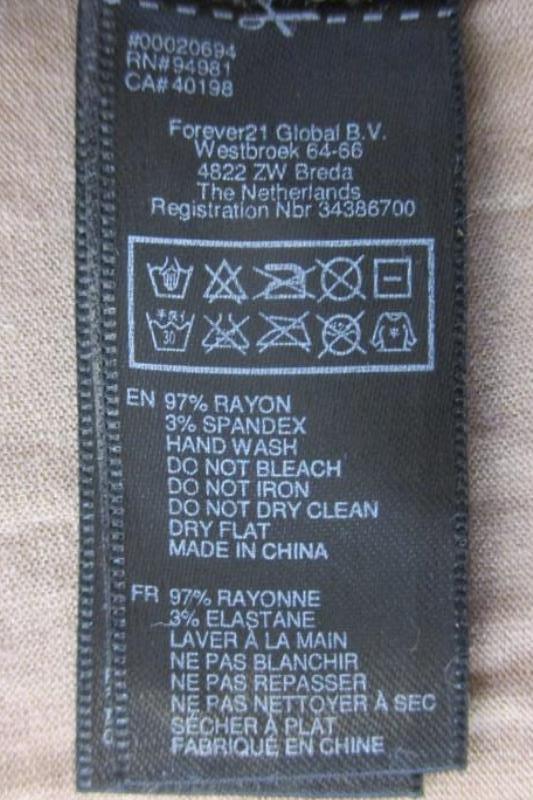 #00020694
RN#94981
CA#40198
Forever21 Global B.V.
Westbroek 64-66
4822 ZW Breda
The Netherlands
Registration Nbr 34386700
30
平
EN 97% RAYON
3% SPANDEX
HAND WASH
DO NOT BLEACH
DO NOT IRON
DO NOT DRY CLEAN
DRY FLAT
MADE IN CHINA
FR 97% RAYONNE
3% ELASTANE
LAVER À LA MAIN
NE PAS BLANCHIR
NE PAS REPASSER
NE PAS NETTOYER À SEC
SÉCHER À PLAT
FABRIQUÉ EN CHINE